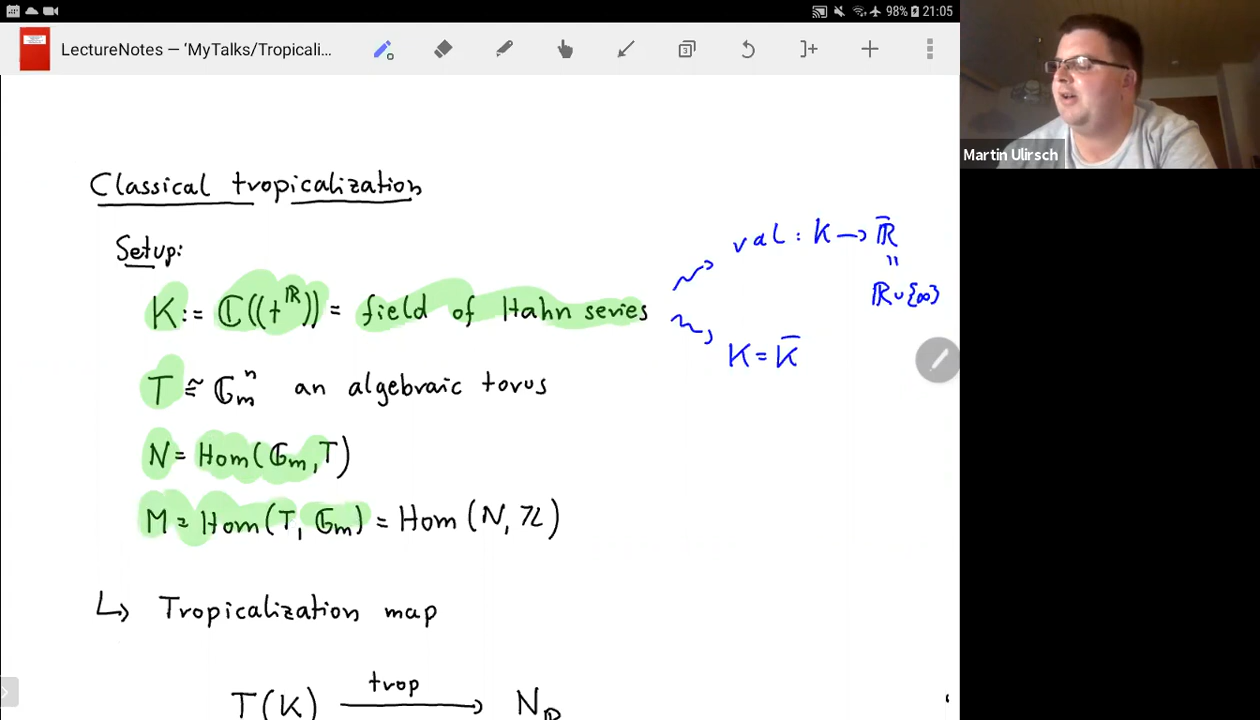 98% 21:05
LectureNotes — 'MyTalks/Tropicali...
3
Martin Ulirsch
Classical tropicalization
Setup:
K := ℂ((t^ℝ)) = field of Hahn series
val : K → ℝ̄
=
ℝ∪{∞}
K = K̄
T ≅ 𝔾ₘⁿ an algebraic torus
N = Hom(𝔾ₘ, T)
M = Hom(T, 𝔾ₘ) = Hom(N, ℤ)
↳ Tropicalization map
T(K) —trop→ N_ℝ